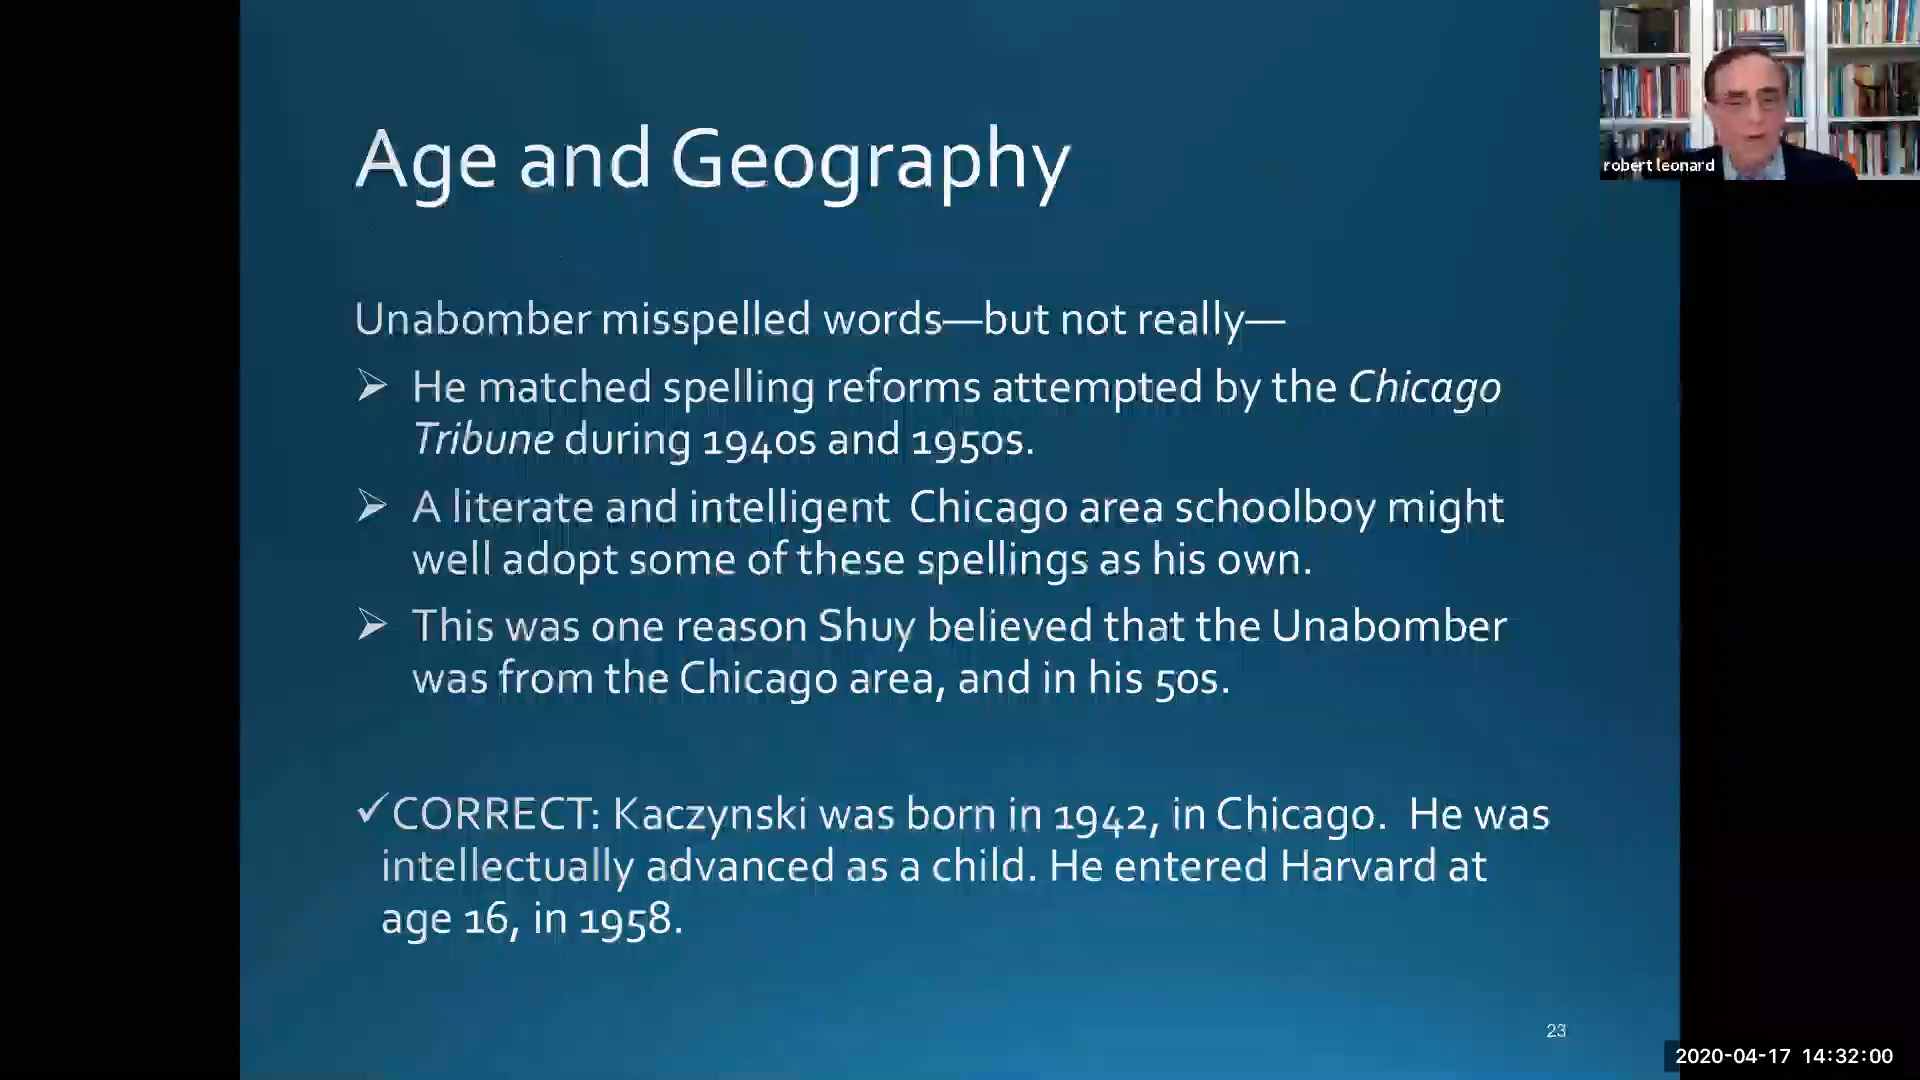 Age and Geography
robert leonard
Unabomber misspelled words—but not really—
➢ He matched spelling reforms attempted by the Chicago
Tribune during 1940s and 1950s.
➢ A literate and intelligent  Chicago area schoolboy might
well adopt some of these spellings as his own.
➢ This was one reason Shuy believed that the Unabomber
was from the Chicago area, and in his 50s.
✓CORRECT: Kaczynski was born in 1942, in Chicago.  He was
intellectually advanced as a child. He entered Harvard at
age 16, in 1958.
23
2020-04-17 14:32:00